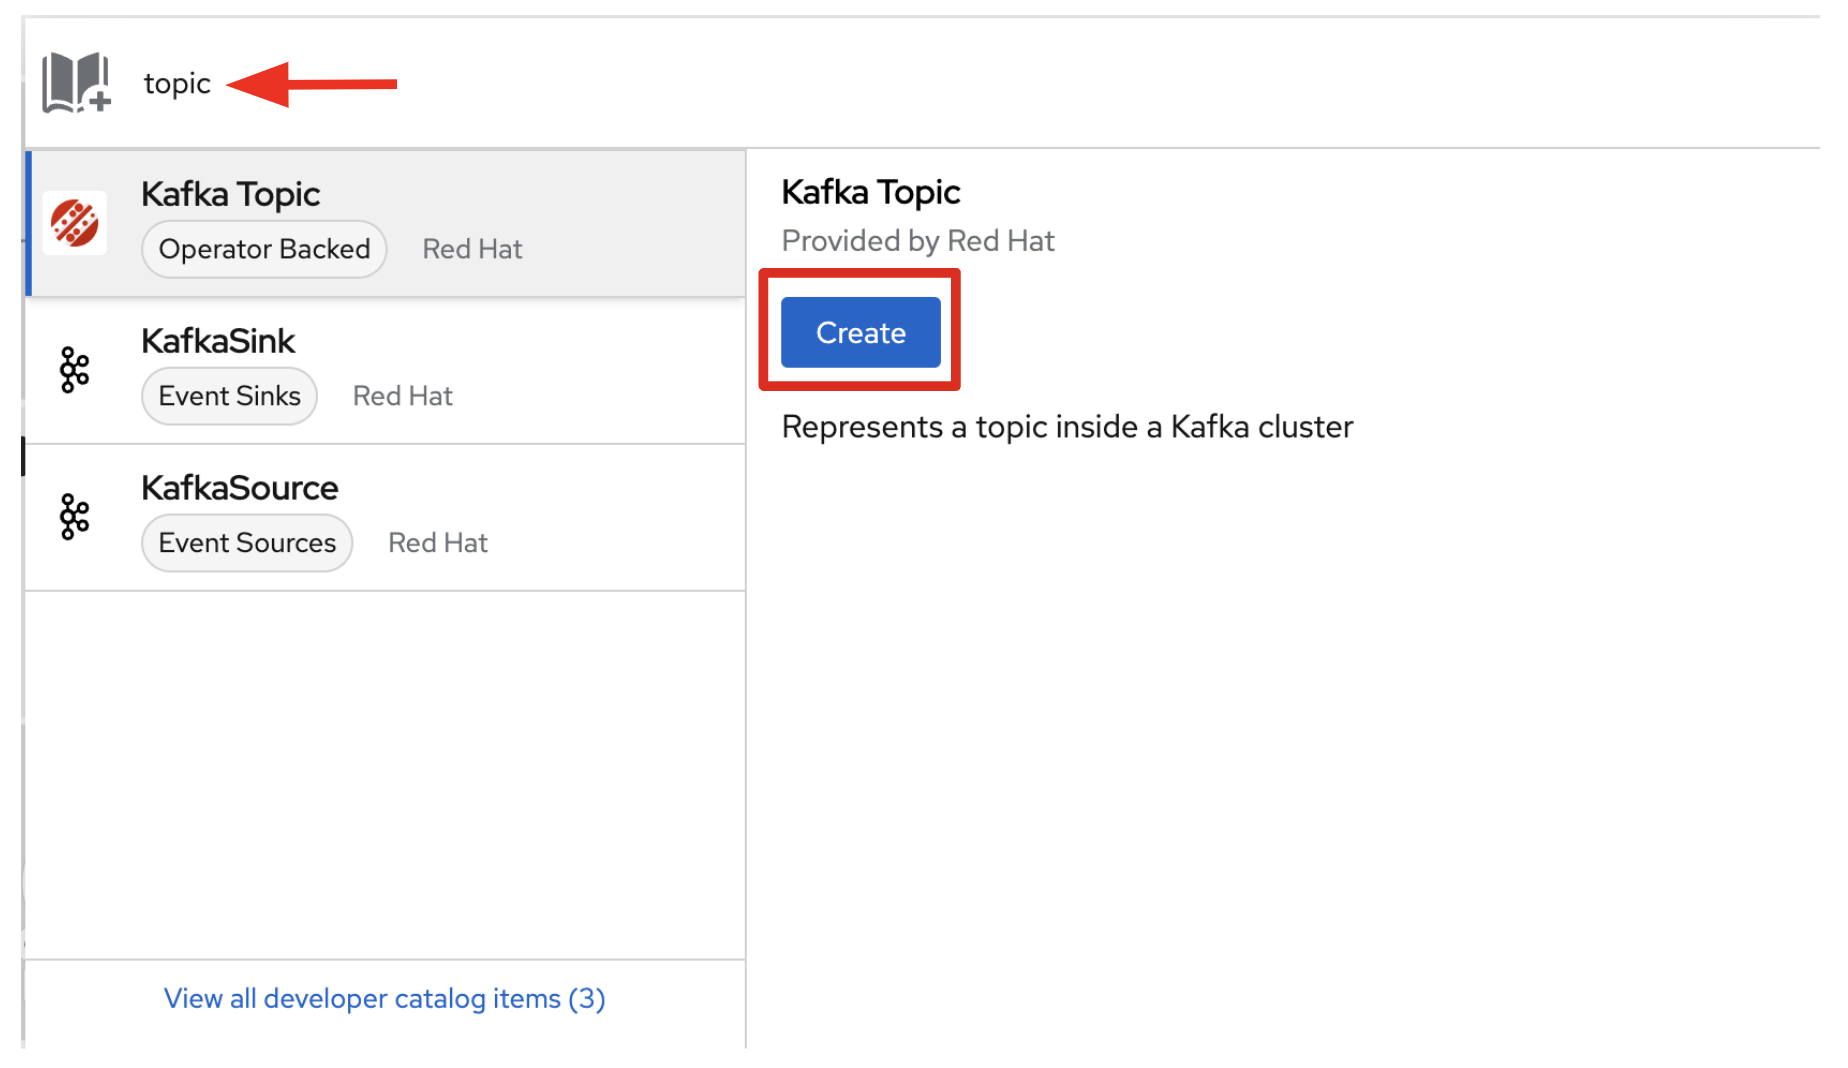 topic
Kafka Topic
Operator Backed Red Hat
KafkaSink
Event Sinks Red Hat
KafkaSource
Event Sources Red Hat
View all developer catalog items (3)
Kafka Topic
Provided by Red Hat
Create
Represents a topic inside a Kafka cluster